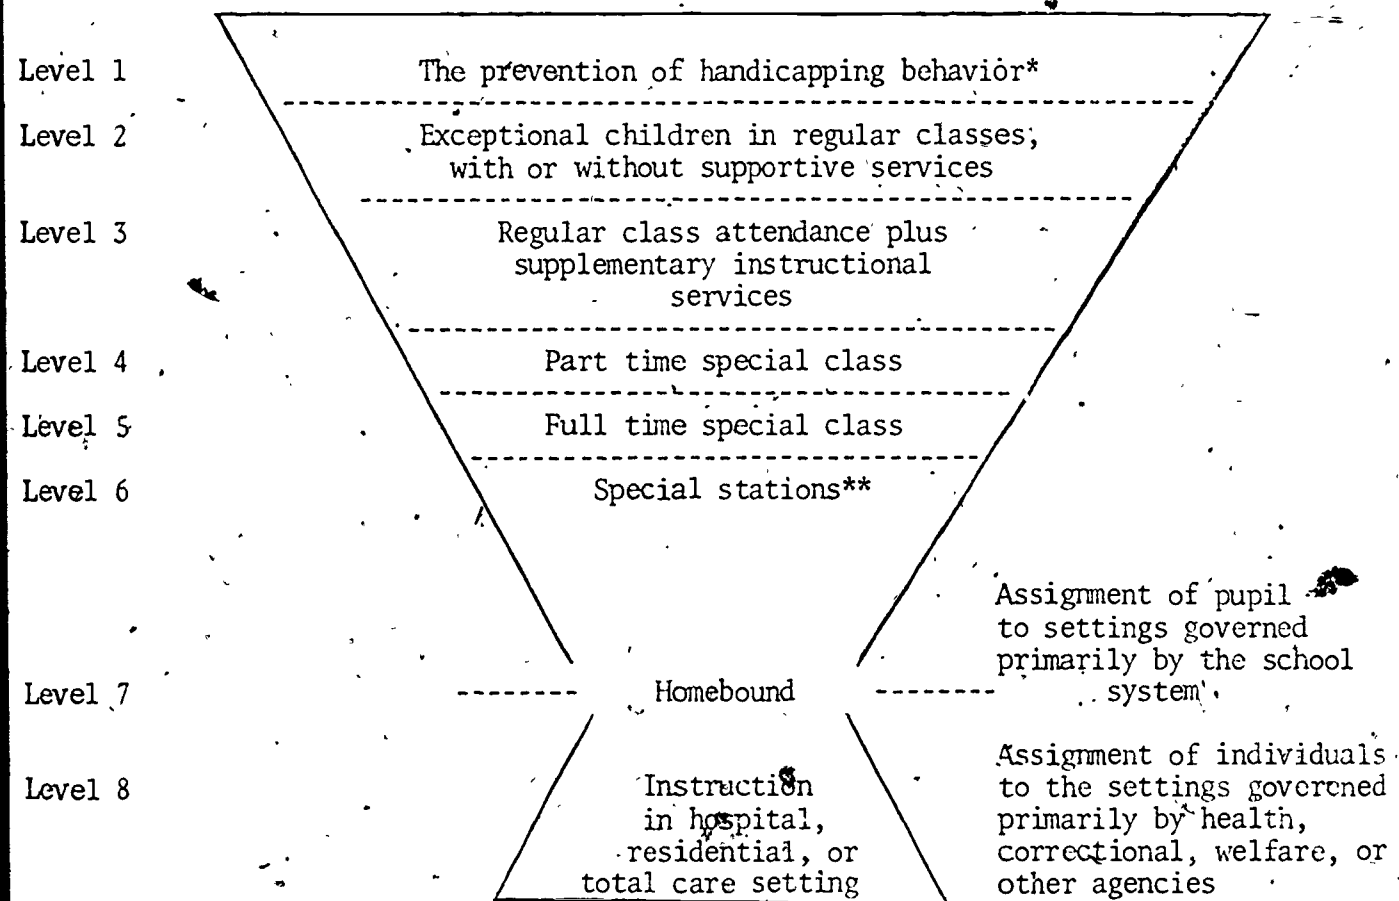 Level 1 The prevention of handicapping behavior*
Level 2 Exceptional children in regular classes,
with or without supportive services
Level 3 Regular class attendance plus
supplementary instructional
services
Level 4 Part time special class
Level 5 Full time special class
Level 6 Special stations**
Assignment of pupil
to settings governed
primarily by the school
system
Level 7 Homebound
Level 8 Instruction
in hospital,
residential, or
total care setting
Assignment of individuals
to the settings govercned
primarily by health,
correctional, welfare, or
other agencies